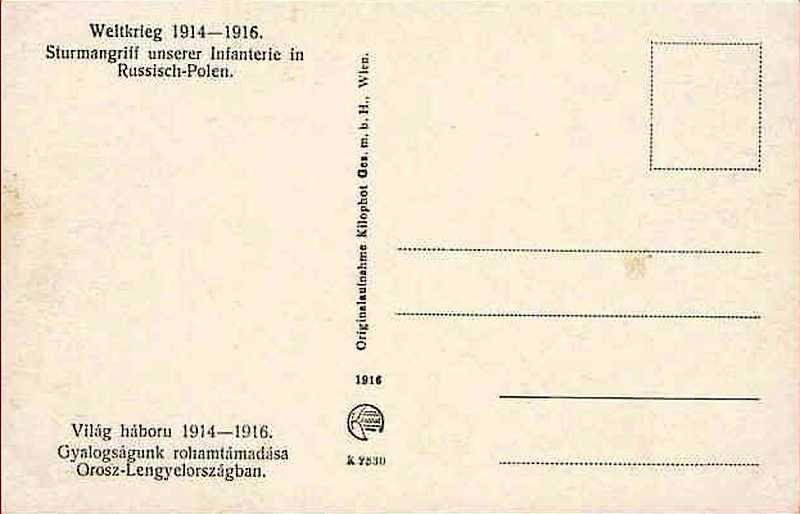 Weltkrieg 1914—1916.
Sturmangriff unserer Infanterie in
Russisch-Polen.
Originalaufnahme Kilophot Ges. m. b. H., Wien.
1916
Világ háboru 1914—1916.
Gyalogságunk rohamtámadása
Orosz-Lengyelországban.